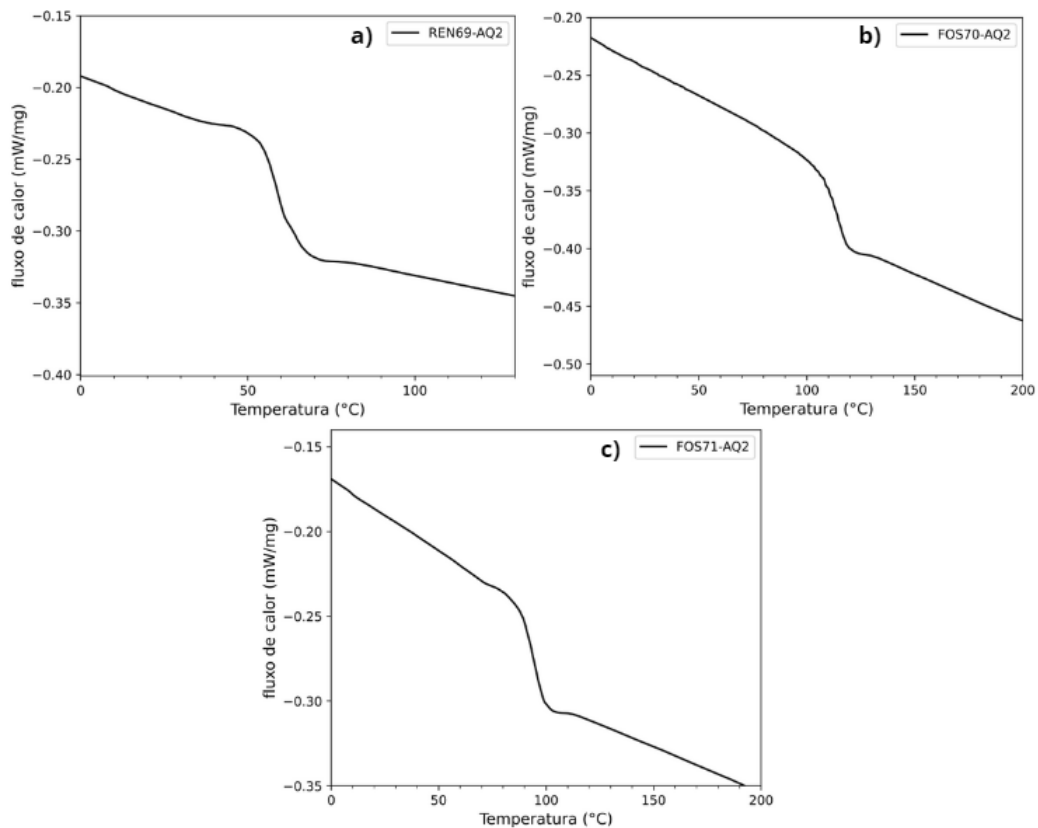 a)
REN69-AQ2
fluxo de calor (mW/mg)
−0.15
−0.20
−0.25
−0.30
−0.35
−0.40
0 50 100
Temperatura (°C)
b)
FOS70-AQ2
fluxo de calor (mW/mg)
−0.20
−0.25
−0.30
−0.35
−0.40
−0.45
−0.50
0 50 100 150 200
Temperatura (°C)
c)
FOS71-AQ2
fluxo de calor (mW/mg)
−0.15
−0.20
−0.25
−0.30
−0.35
0 50 100 150 200
Temperatura (°C)